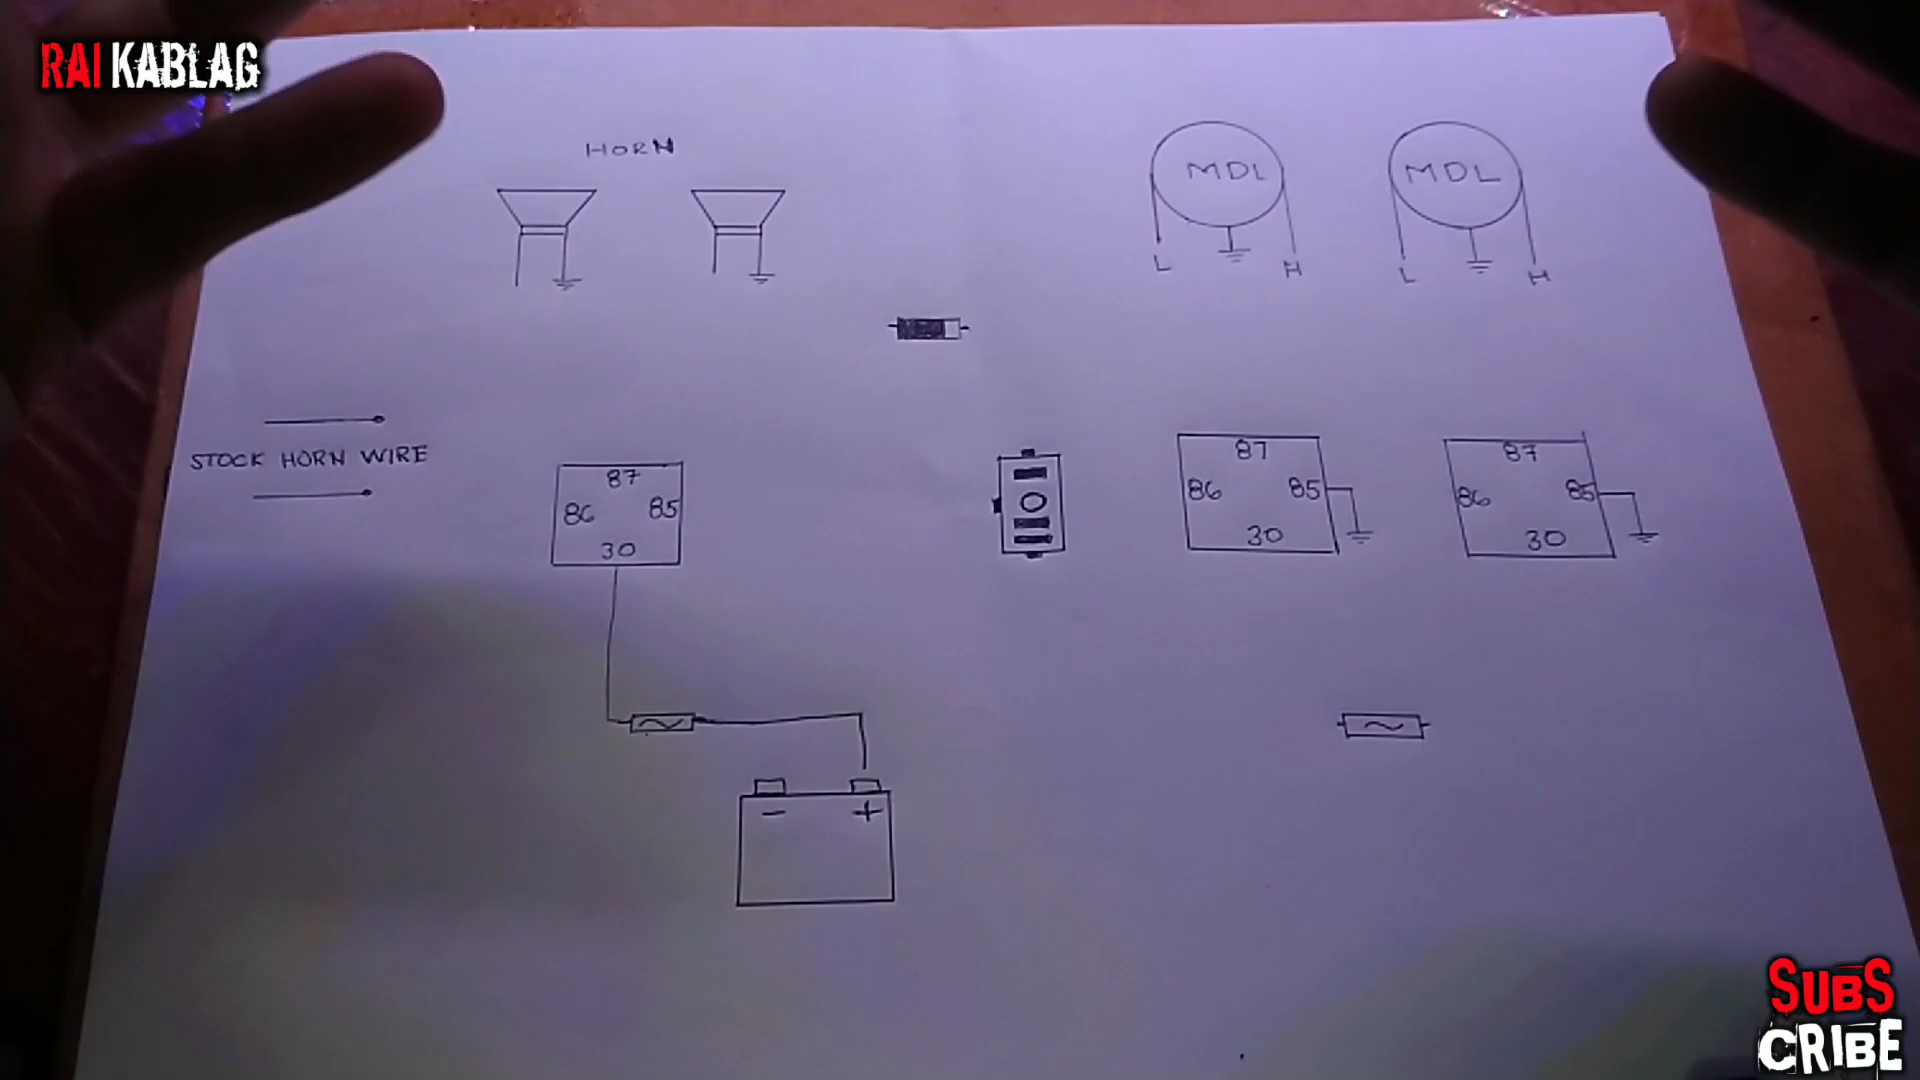 RAI KABLAG
HORN
MDL
MDL
L
H
L
H
STOCK HORN WIRE
87
86
85
30
87
86
85
30
87
86
85
30
-
+
SUBS
CRIBE